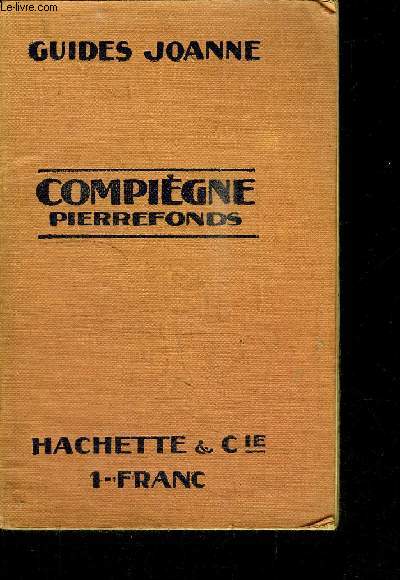 le-livre.com
GUIDES JOANNE
COMPIÈGNE
PIERREFONDS
HACHETTE & CIE
1-FRANC